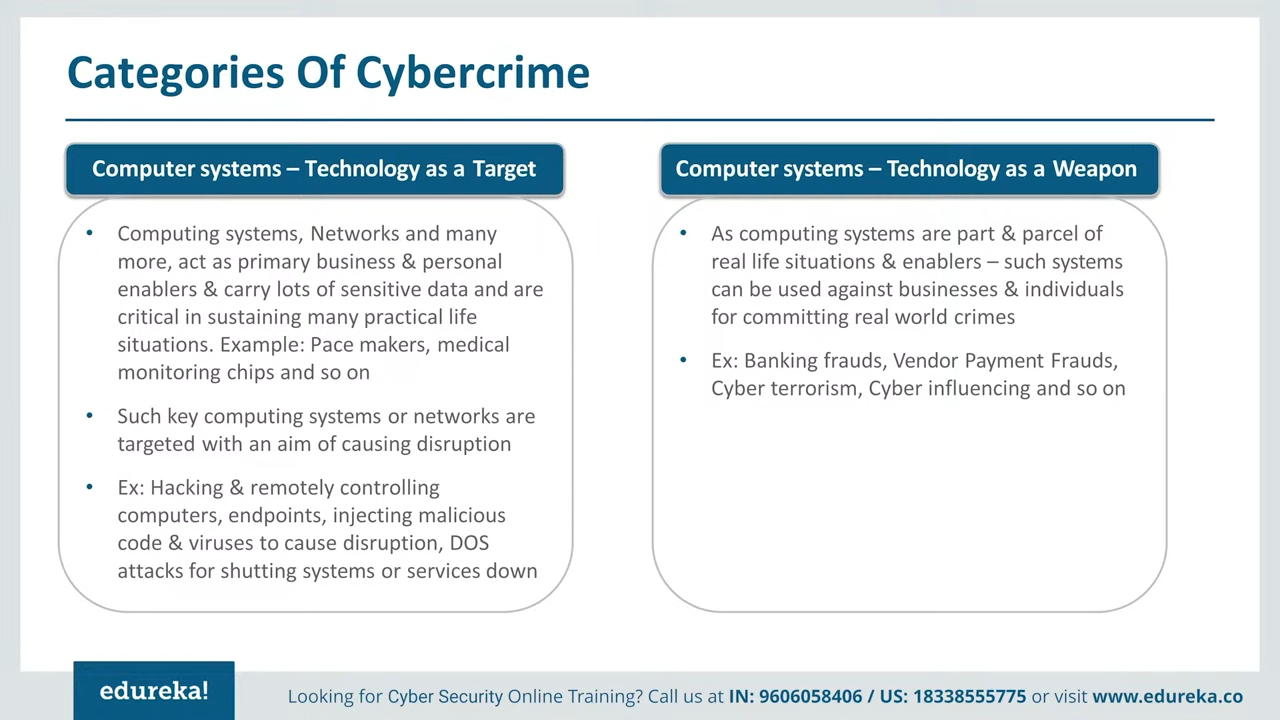 Categories Of Cybercrime
Computer systems – Technology as a Target
• Computing systems, Networks and many
more, act as primary business & personal
enablers & carry lots of sensitive data and are
critical in sustaining many practical life
situations. Example: Pace makers, medical
monitoring chips and so on
• Such key computing systems or networks are
targeted with an aim of causing disruption
• Ex: Hacking & remotely controlling
computers, endpoints, injecting malicious
code & viruses to cause disruption, DOS
attacks for shutting systems or services down
Computer systems – Technology as a Weapon
• As computing systems are part & parcel of
real life situations & enablers – such systems
can be used against businesses & individuals
for committing real world crimes
• Ex: Banking frauds, Vendor Payment Frauds,
Cyber terrorism, Cyber influencing and so on
edureka!
Looking for Cyber Security Online Training? Call us at IN: 9606058406 / US: 18338555775 or visit www.edureka.co